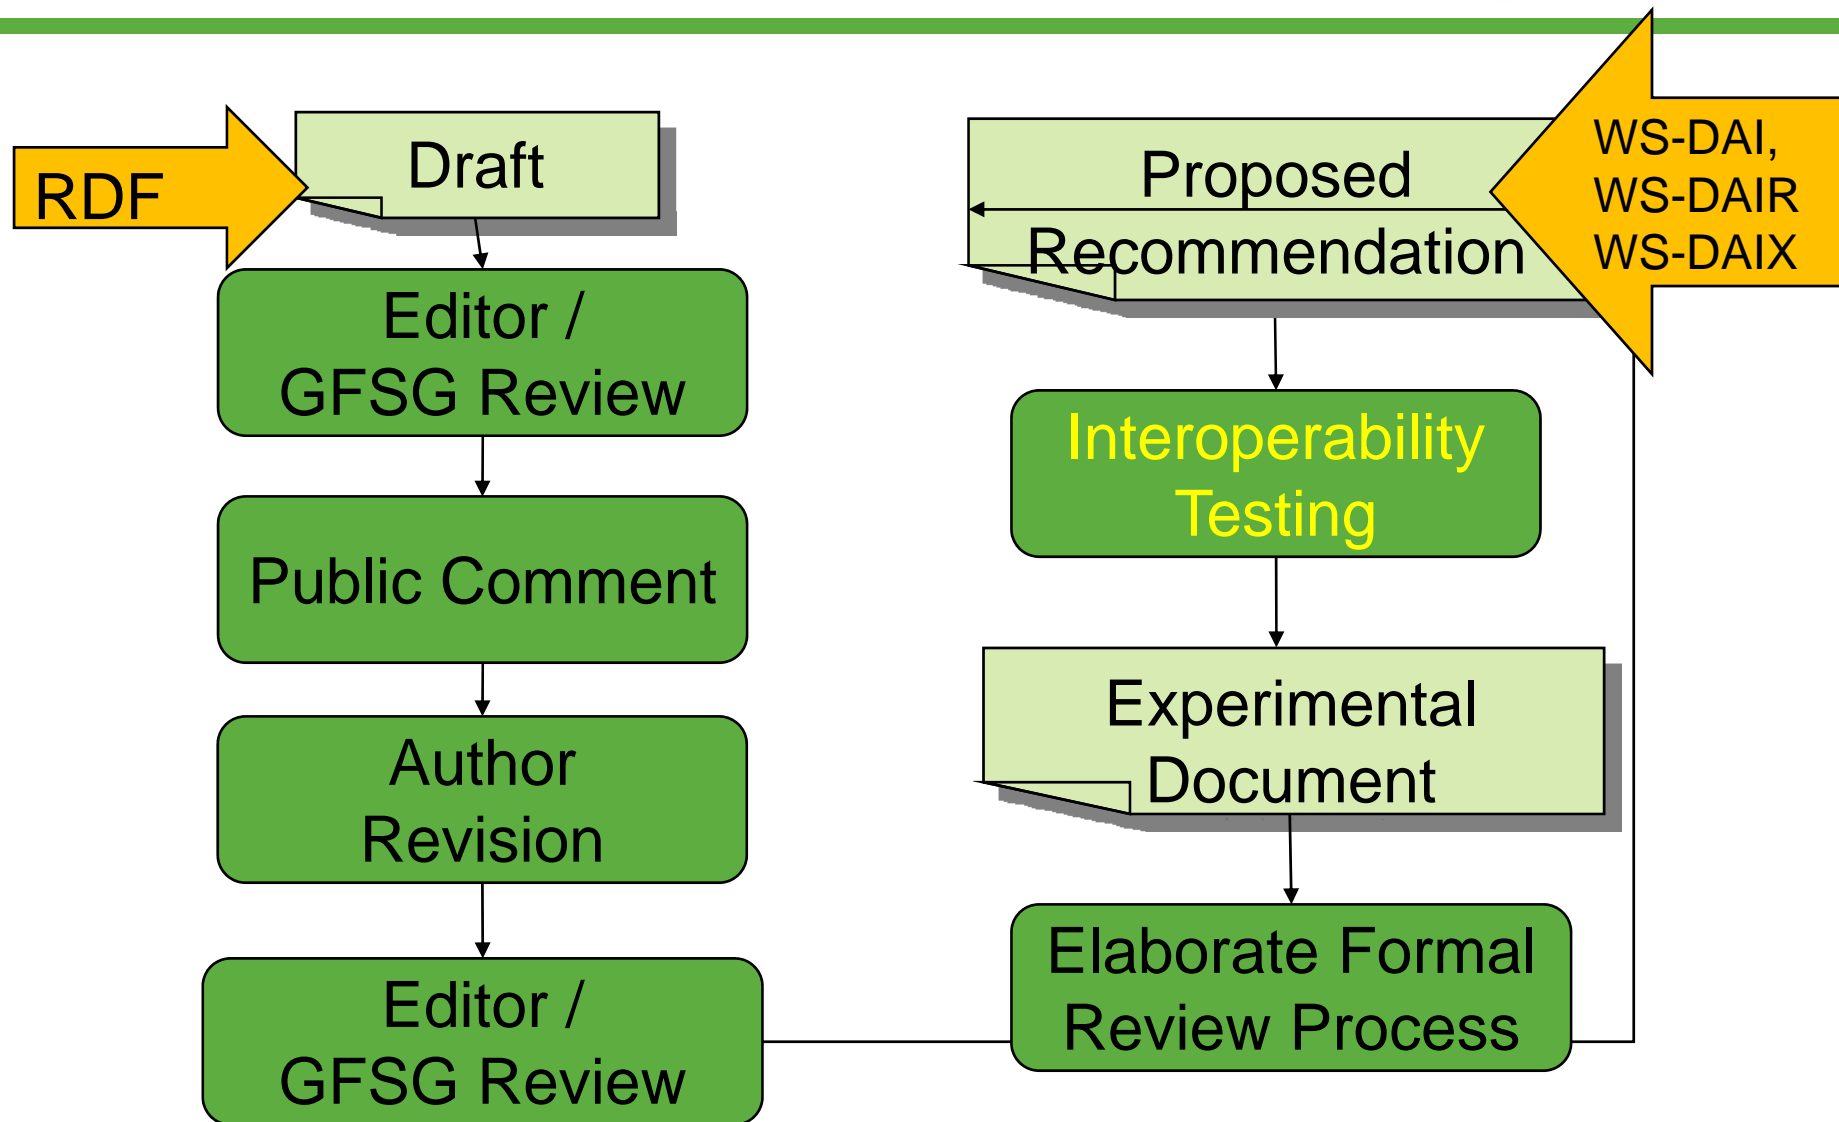 RDF
Draft
Editor /
GFSG Review
Public Comment
Author
Revision
Editor /
GFSG Review
Proposed
Recommendation
WS-DAI,
WS-DAIR
WS-DAIX
Interoperability
Testing
Experimental
Document
Elaborate Formal
Review Process